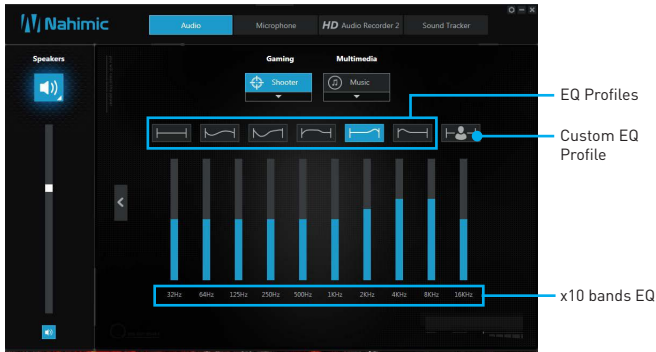 Nahimic
Audio
Microphone
HD Audio Recorder 2
Sound Tracker
Speakers
Gaming
Multimedia
Shooter
Music
EQ Profiles
Custom EQ
Profile
32Hz 64Hz 125Hz 250Hz 500Hz 1KHz 2KHz 4KHz 8KHz 16KHz
x10 bands EQ